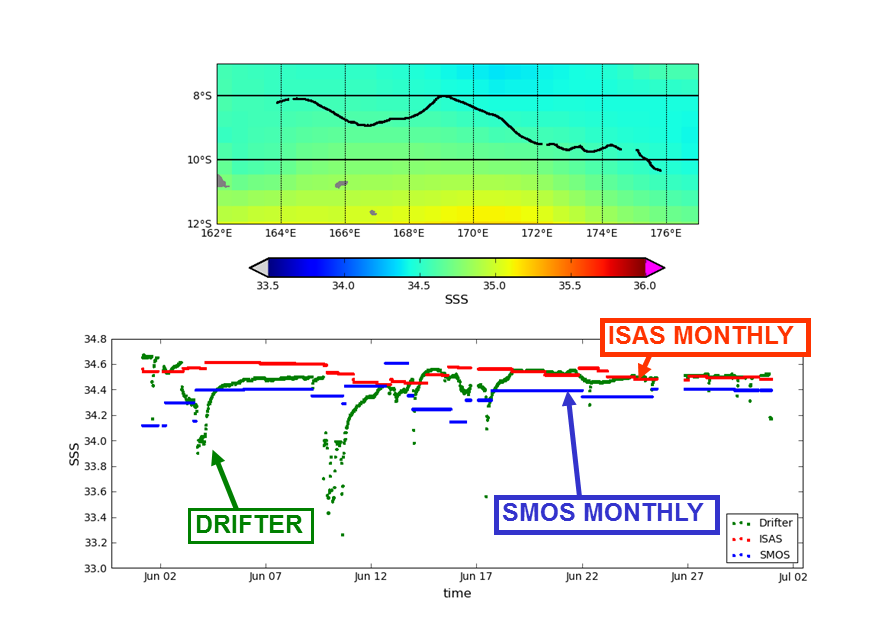 8°S
10°S
12°S
162°E 164°E 166°E 168°E 170°E 172°E 174°E 176°E
33.5 34.0 34.5 35.0 35.5 36.0
SSS
ISAS MONTHLY
34.8
34.6
34.4
34.2
34.0
33.8
33.6
33.4
33.2
33.0
SSS
DRIFTER
SMOS MONTHLY
Drifter
ISAS
SMOS
Jun 02 Jun 07 Jun 12 Jun 17 Jun 22 Jun 27 Jul 02
time